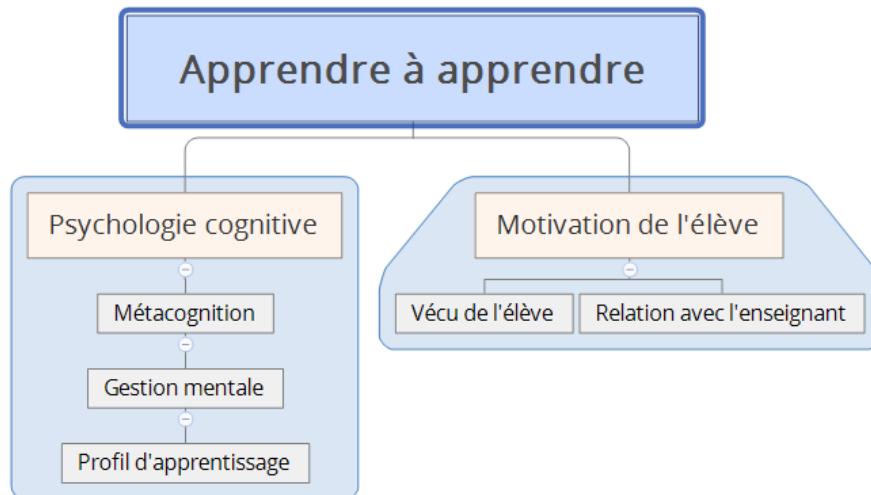 Apprendre à apprendre
Psychologie cognitive
Métacognition
Gestion mentale
Profil d'apprentissage
Motivation de l'élève
Vécu de l'élève
Relation avec l'enseignant